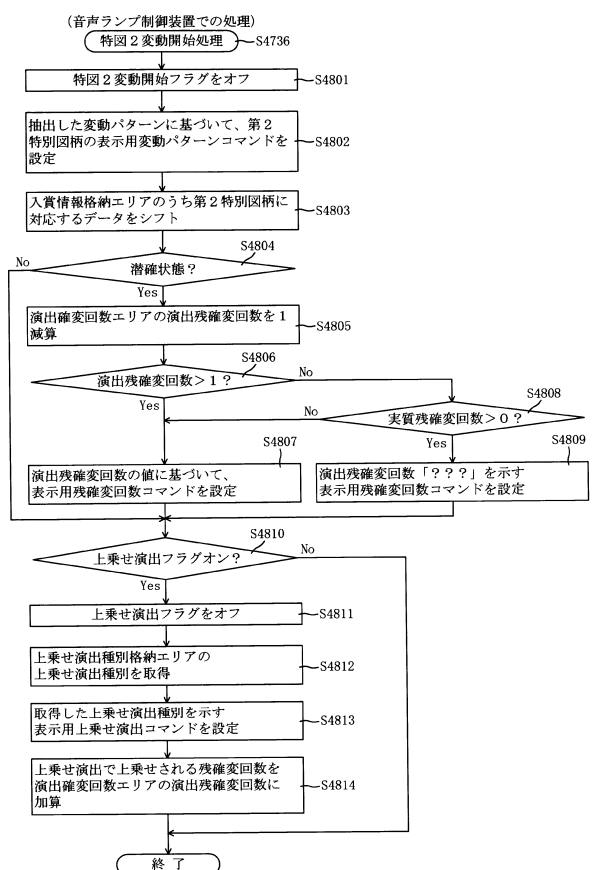 （音声ランプ制御装置での処理）
特図２変動開始処理
S4736
特図２変動開始フラグをオフ
S4801
抽出した変動パターンに基づいて、第２
特別図柄の表示用変動パターンコマンドを
設定
S4802
入賞情報格納エリアのうち第２特別図柄に
対応するデータをシフト
S4803
S4804
No
潜確状態？
Yes
演出確変回数エリアの演出残確変回数を１
減算
S4805
S4806
演出残確変回数＞１？
No
Yes
S4808
No
実質残確変回数＞０？
Yes
S4807
演出残確変回数の値に基づいて、
表示用残確変回数コマンドを設定
S4809
演出残確変回数「？？？」を示す
表示用残確変回数コマンドを設定
S4810
上乗せ演出フラグオン？
No
Yes
上乗せ演出フラグをオフ
S4811
上乗せ演出種別格納エリアの
上乗せ演出種別を取得
S4812
取得した上乗せ演出種別を示す
表示用上乗せ演出コマンドを設定
S4813
上乗せ演出で上乗せされる残確変回数を
演出確変回数エリアの演出残確変回数に
加算
S4814
終了